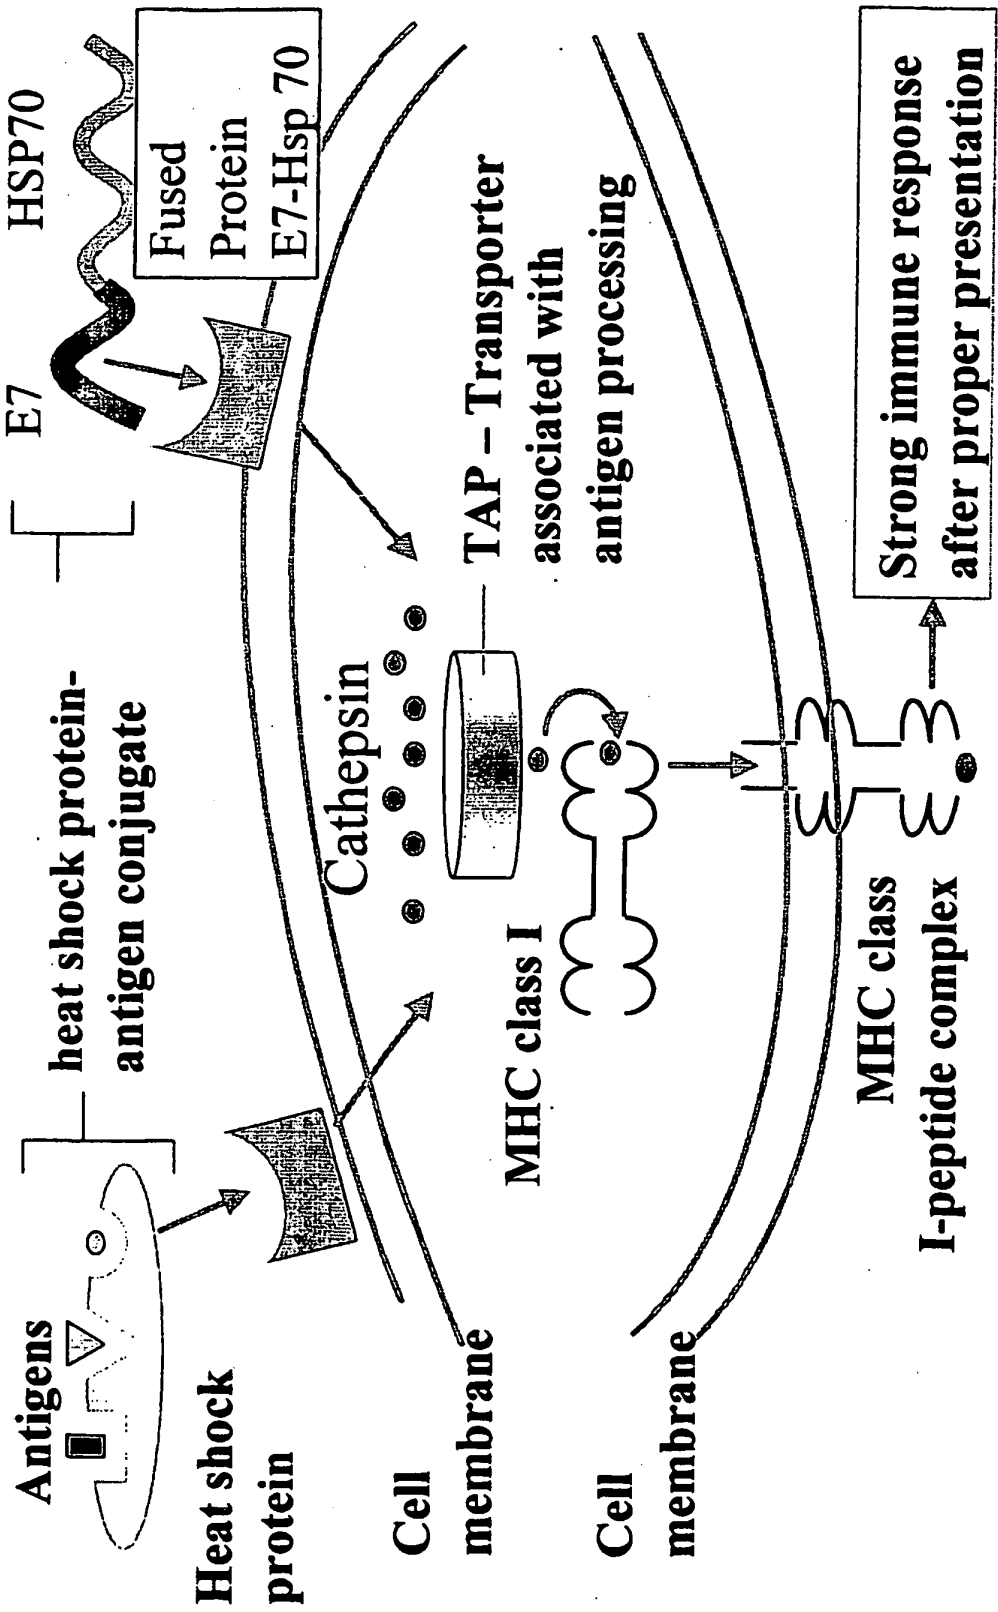 Antigens
Heat shock
protein
heat shock protein-
antigen conjugate
E7
HSP70
Fused
Protein
E7-Hsp 70
Cell
membrane
Cathepsin
TAP – Transporter
associated with
antigen processing
MHC class I
Cell
membrane
MHC class
I-peptide complex
Strong immune response
after proper presentation